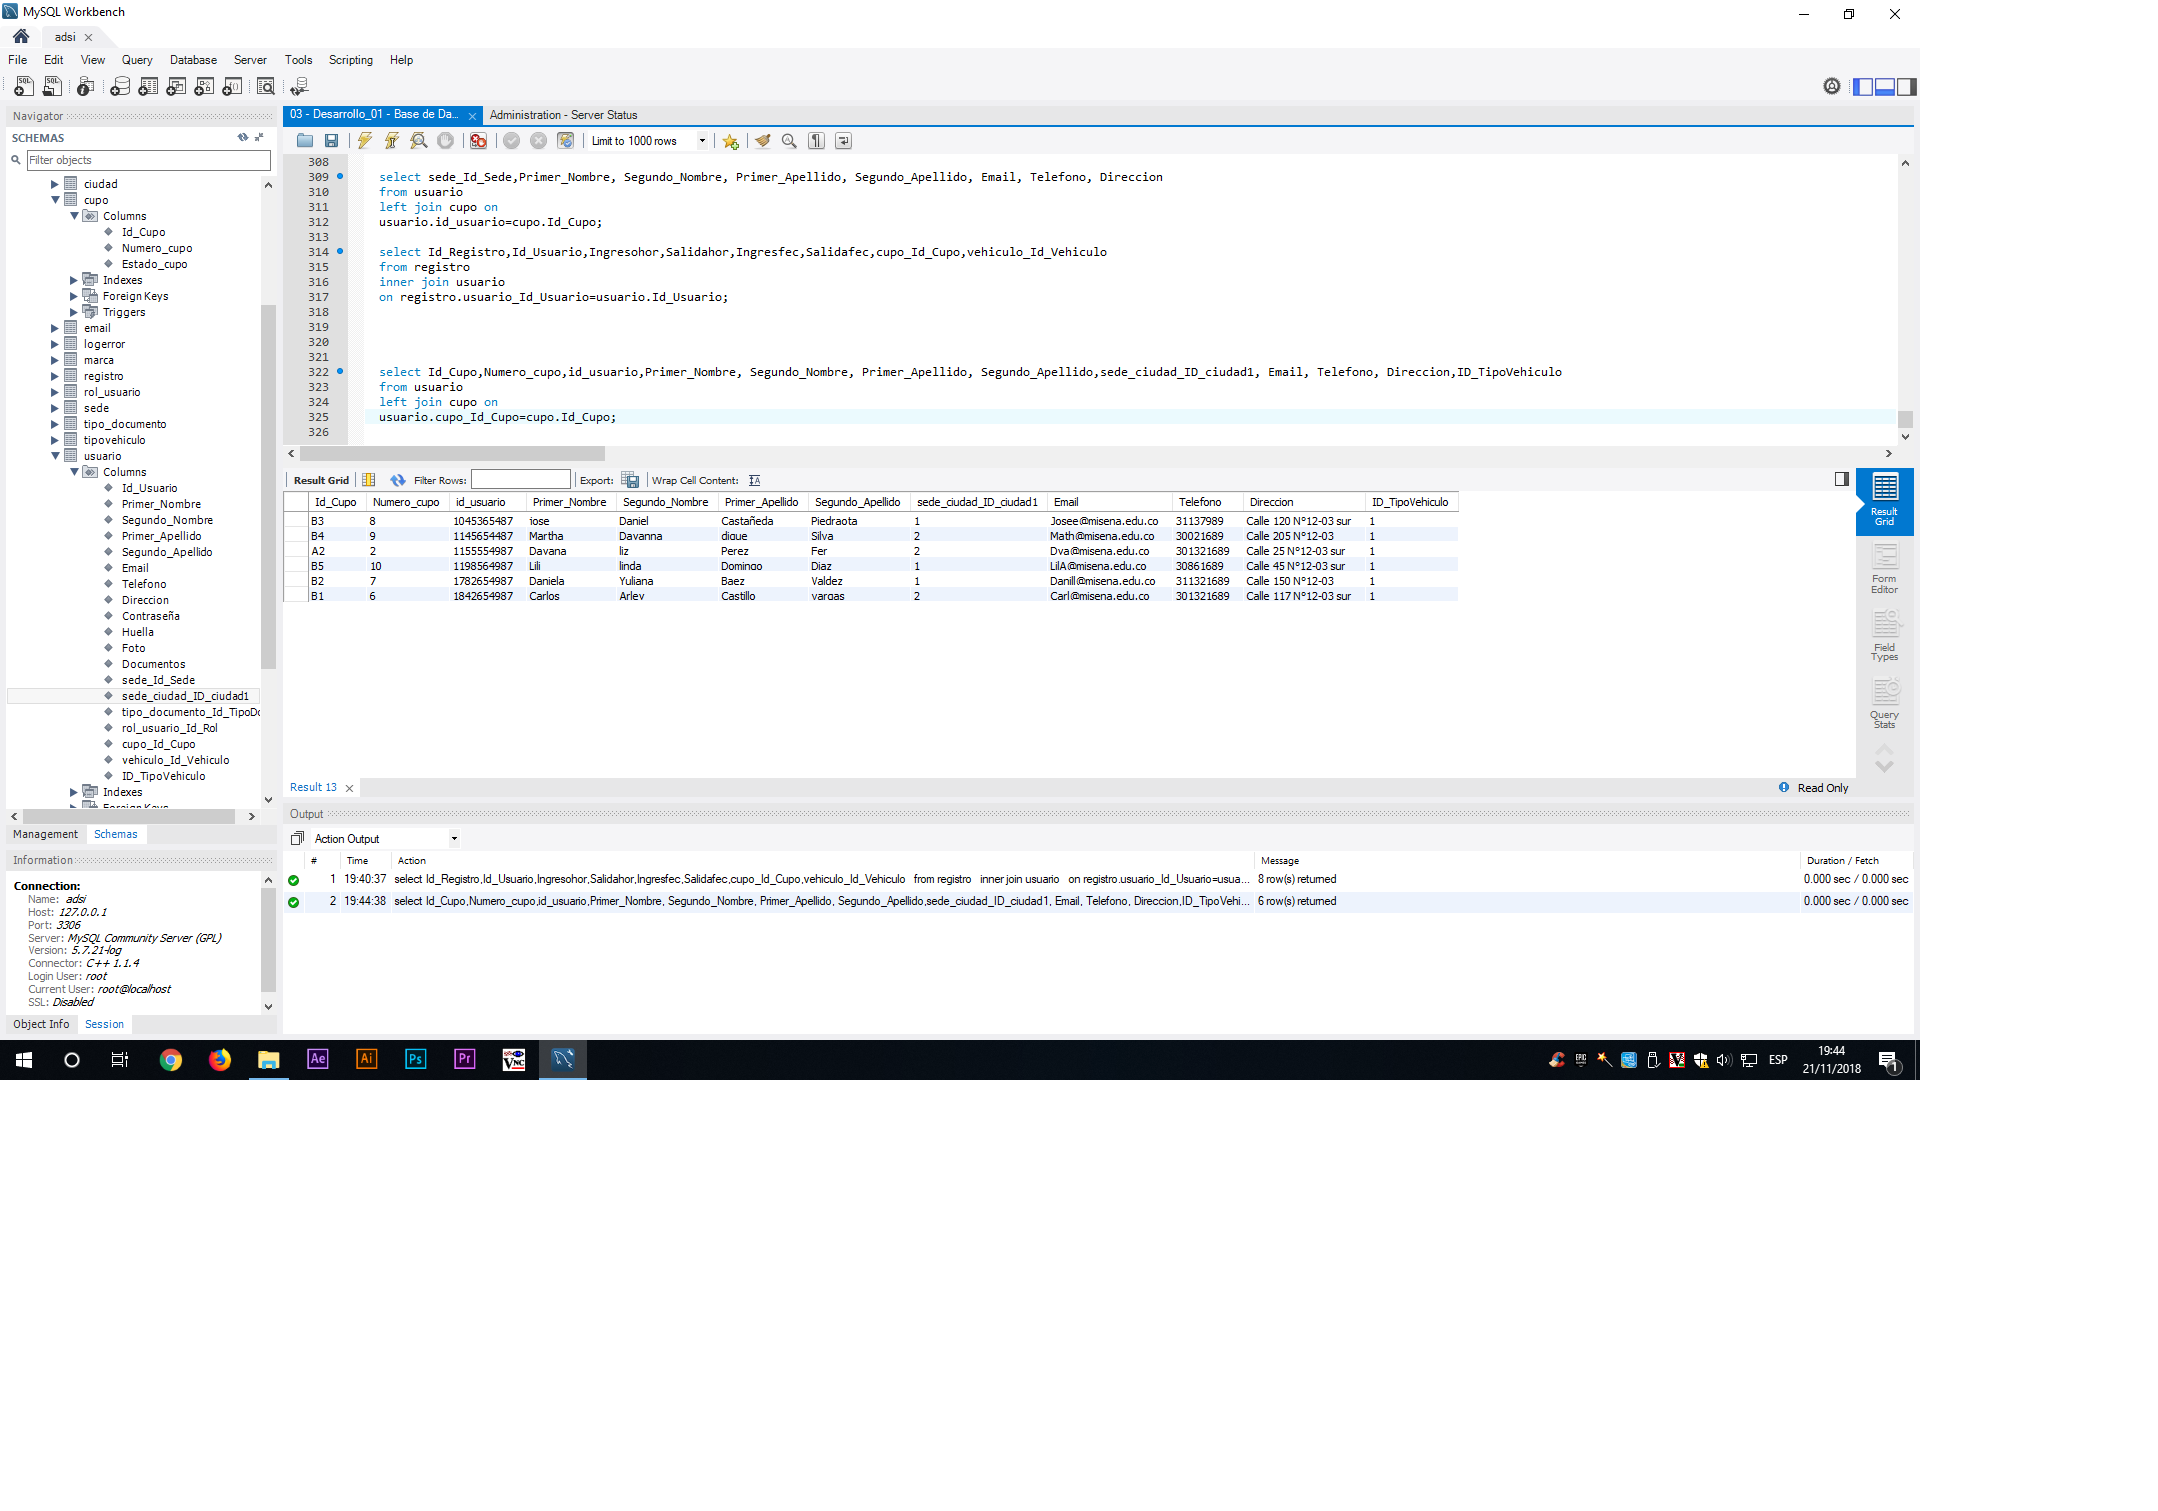 MySQL Workbench
adsi
File Edit View Query Database Server Tools Scripting Help
Navigator
SCHEMAS
Filter objects
ciudad
cupo
Columns
Id_Cupo
Numero_cupo
Estado_cupo
Indexes
Foreign Keys
Triggers
email
logerror
marca
registro
rol_usuario
sede
tipo_documento
tipovehiculo
usuario
Columns
Id_Usuario
Primer_Nombre
Segundo_Nombre
Primer_Apellido
Segundo_Apellido
Email
Telefono
Direccion
Contraseña
Huella
Foto
Documentos
sede_Id_Sede
sede_ciudad_ID_ciudad1
tipo_documento_Id_TipoDo
rol_usuario_Id_Rol
cupo_Id_Cupo
vehiculo_Id_Vehiculo
ID_TipoVehiculo
Indexes
Foreign Keys
Management Schemas
Information
Connection:
Name: adsi
Host: 127.0.0.1
Port: 3306
Server: MySQL Community Server (GPL)
Version: 5.7.21-log
Connector: C++ 1.1.4
Login User: root
Current User: root@localhost
SSL: Disabled
Object Info Session
03 - Desarrollo_01 - Base de Da... Administration - Server Status
Limit to 1000 rows
308
309 select sede_Id_Sede,Primer_Nombre, Segundo_Nombre, Primer_Apellido, Segundo_Apellido, Email, Telefono, Direccion
310 from usuario
311 left join cupo on
312 usuario.id_usuario=cupo.Id_Cupo;
313
314 select Id_Registro,Id_Usuario,Ingresohor,Salidahor,Ingresfec,Salidafec,cupo_Id_Cupo,vehiculo_Id_Vehiculo
315 from registro
316 inner join usuario
317 on registro.usuario_Id_Usuario=usuario.Id_Usuario;
318
319
320
321
322 select Id_Cupo,Numero_cupo,id_usuario,Primer_Nombre, Segundo_Nombre, Primer_Apellido, Segundo_Apellido,sede_ciudad_ID_ciudad1, Email, Telefono, Direccion,ID_TipoVehiculo
323 from usuario
324 left join cupo on
325 usuario.cupo_Id_Cupo=cupo.Id_Cupo;
326
Result Grid Filter Rows: Export: Wrap Cell Content:
Id_Cupo Numero_cupo id_usuario Primer_Nombre Segundo_Nombre Primer_Apellido Segundo_Apellido sede_ciudad_ID_ciudad1 Email Telefono Direccion ID_TipoVehiculo
B3 8 1045365487 jose Daniel Castañeda Piedraota 1 Josee@misena.edu.co 31137989 Calle 120 N°12-03 sur 1
B4 9 1145654487 Martha Davanna dique Silva 2 Math@misena.edu.co 30021689 Calle 205 N°12-03 1
A2 2 1155554987 Dayana liz Perez Fer 2 Dva@misena.edu.co 301321689 Calle 25 N°12-03 sur 1
B5 10 1198564987 Lili linda Domingo Diaz 1 LilA@misena.edu.co 30861689 Calle 45 N°12-03 sur 1
B2 7 1782654987 Daniela Yuliana Baez Valdez 1 Danill@misena.edu.co 311321689 Calle 150 N°12-03 1
B1 6 1842654987 Carlos Arley Castillo vargas 2 Carl@misena.edu.co 301321689 Calle 117 N°12-03 sur 1
Result
Grid
Form
Editor
Field
Types
Query
Stats
Result 13 Read Only
Output
Action Output
# Time Action Message Duration / Fetch
1 19:40:37 select Id_Registro,Id_Usuario,Ingresohor,Salidahor,Ingresfec,Salidafec,cupo_Id_Cupo,vehiculo_Id_Vehiculo from registro inner join usuario on registro.usuario_Id_Usuario=usua... 8 row(s) returned 0.000 sec / 0.000 sec
2 19:44:38 select Id_Cupo,Numero_cupo,id_usuario,Primer_Nombre, Segundo_Nombre, Primer_Apellido, Segundo_Apellido,sede_ciudad_ID_ciudad1, Email, Telefono, Direccion,ID_TipoVehi... 6 row(s) returned 0.000 sec / 0.000 sec
Ae Ai Ps Pr VNC
ESP
19:44
21/11/2018
1